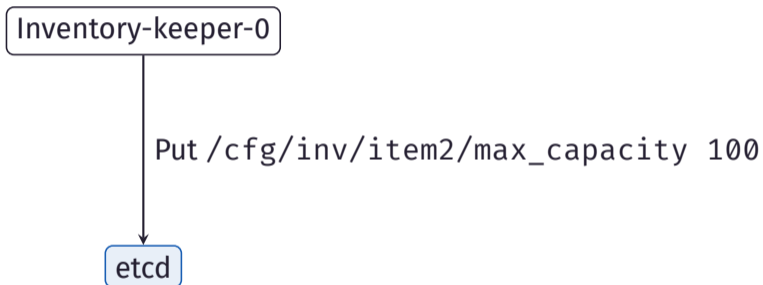 Inventory-keeper-0
Put /cfg/inv/item2/max_capacity 100
etcd